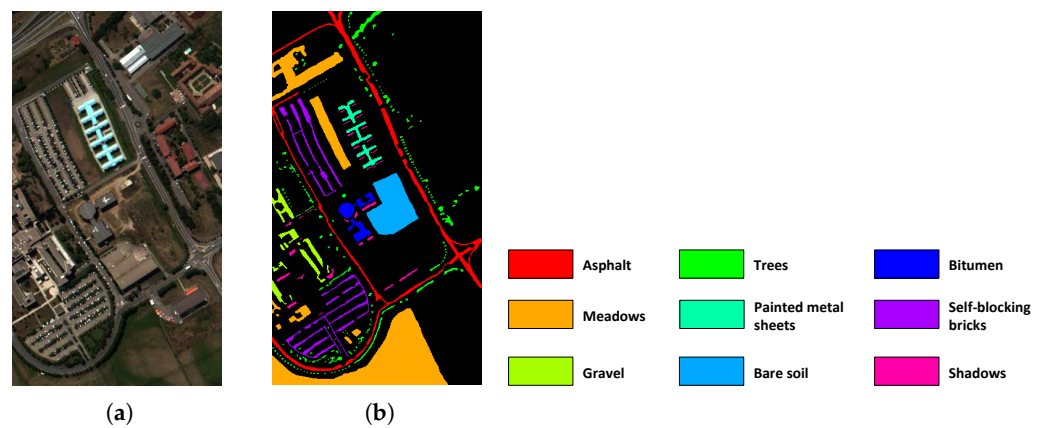 Asphalt
Trees
Bitumen
Meadows
Painted metal
sheets
Self-blocking
bricks
Gravel
Bare soil
Shadows
(a)
(b)